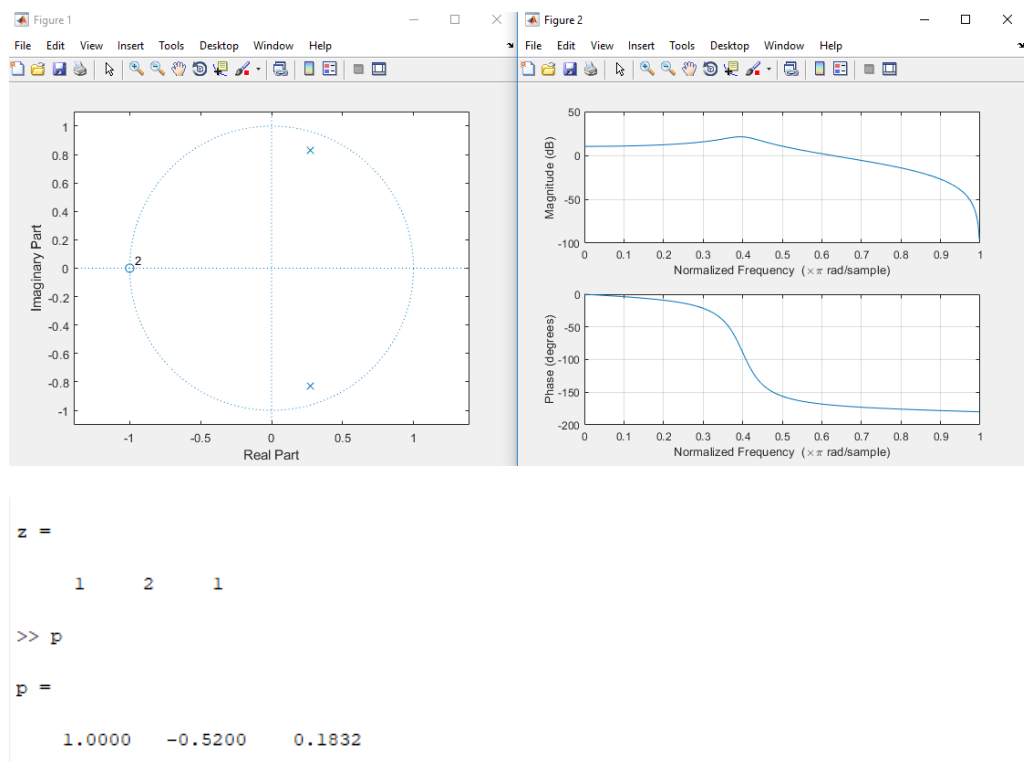 Figure 1
File Edit View Insert Tools Desktop Window Help
1
0.8
0.6
0.4
0.2
0
-0.2
-0.4
-0.6
-0.8
-1
Imaginary Part
2
-1 -0.5 0 0.5 1
Real Part
Figure 2
File Edit View Insert Tools Desktop Window Help
50
0
-50
-100
Magnitude (dB)
0 0.1 0.2 0.3 0.4 0.5 0.6 0.7 0.8 0.9 1
Normalized Frequency (×π rad/sample)
0
-50
-100
-150
-200
Phase (degrees)
0 0.1 0.2 0.3 0.4 0.5 0.6 0.7 0.8 0.9 1
Normalized Frequency (×π rad/sample)
z =
1 2 1
>> p
p =
1.0000 -0.5200 0.1832